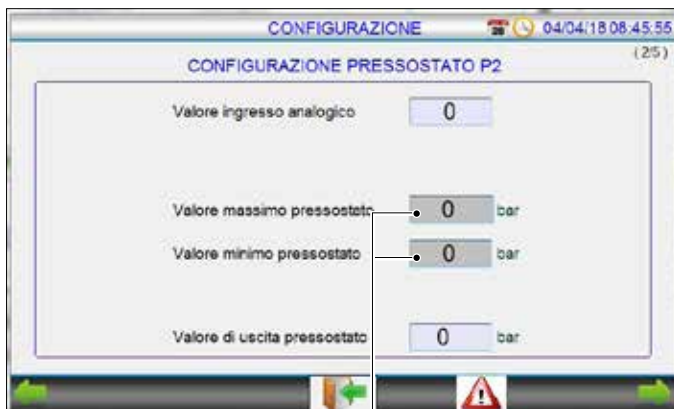 CONFIGURAZIONE 04/04/18 08:45:55
(2/5)
CONFIGURAZIONE PRESSOSTATO P2
Valore ingresso analogico 0
Valore massimo pressostato 0 bar
Valore minimo pressostato 0 bar
Valore di uscita pressostato 0 bar